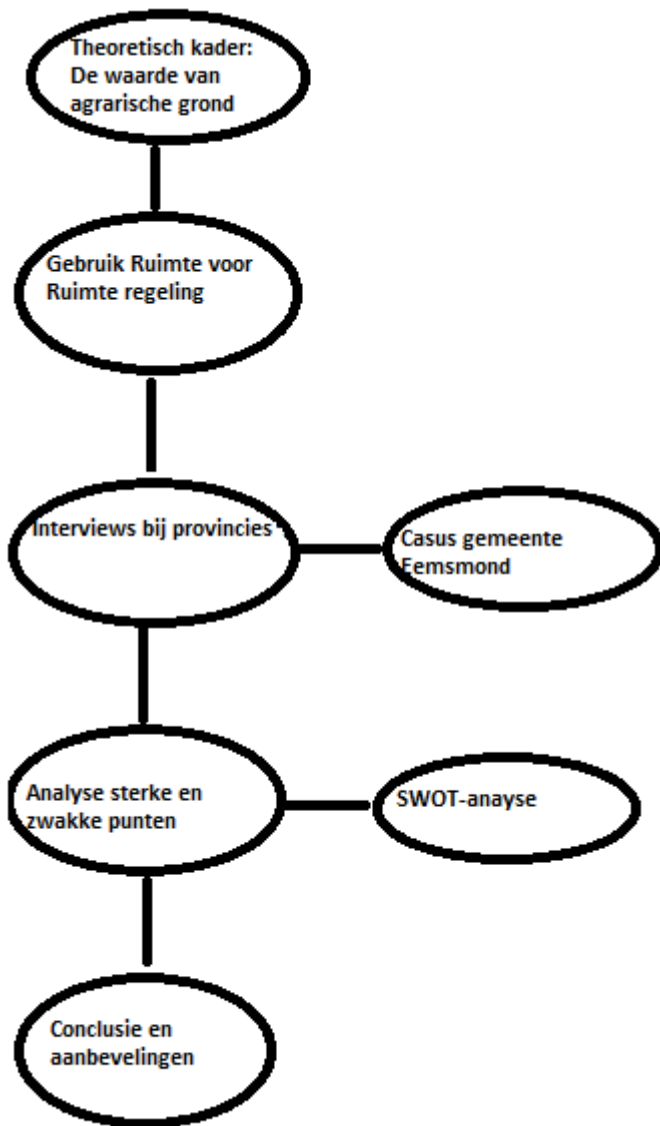 Theoretisch kader:
De waarde van
agrarische grond
Gebruik Ruimte voor
Ruimte regeling
Interviews bij provincies
Casus gemeente
Eemsmond
Analyse sterke en
zwakke punten
SWOT-anayse
Conclusie en
aanbevelingen